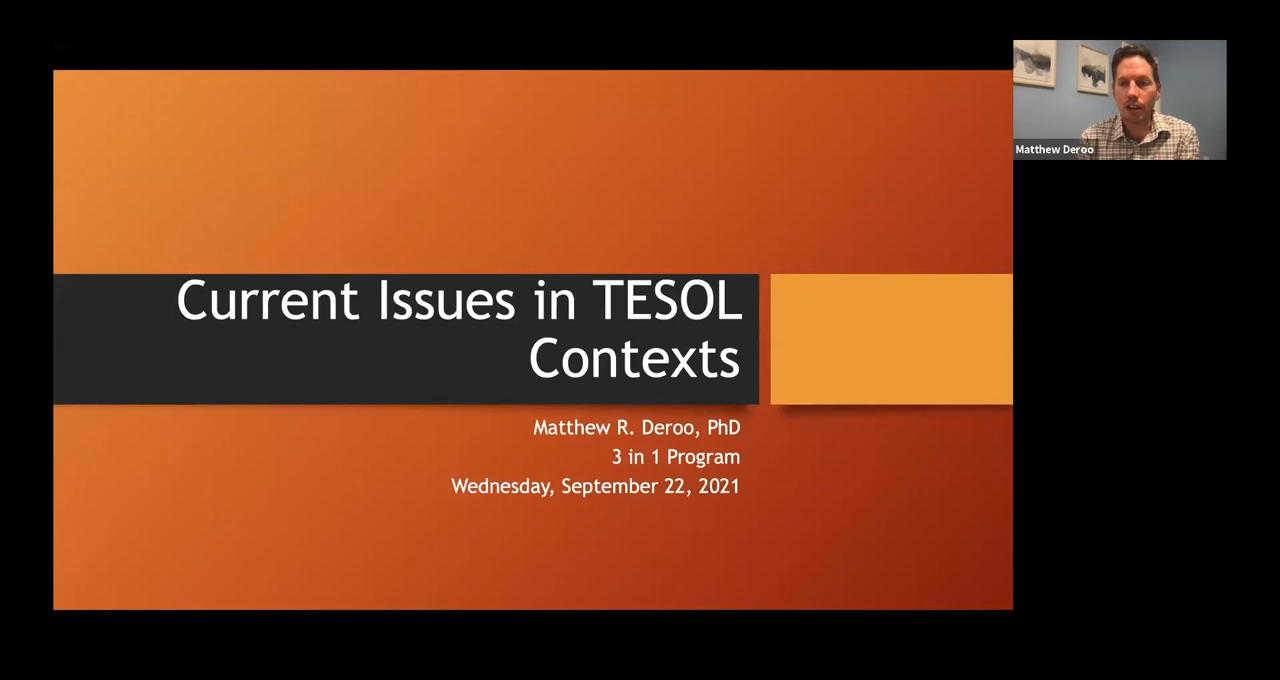 Current Issues in TESOL
Contexts
Matthew R. Deroo, PhD
3 in 1 Program
Wednesday, September 22, 2021
Matthew Deroo